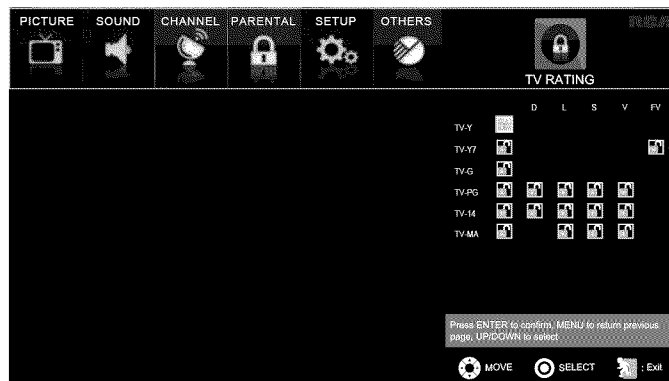 PICTURE SOUND CHANNEL PARENTAL SETUP OTHERS
RCA
TV RATING
D L S V FV
TV-Y
TV-Y7
TV-G
TV-PG
TV-14
TV-MA
Press ENTER to confirm, MENU to return previous
page, UP/DOWN to select
MOVE SELECT : Exit